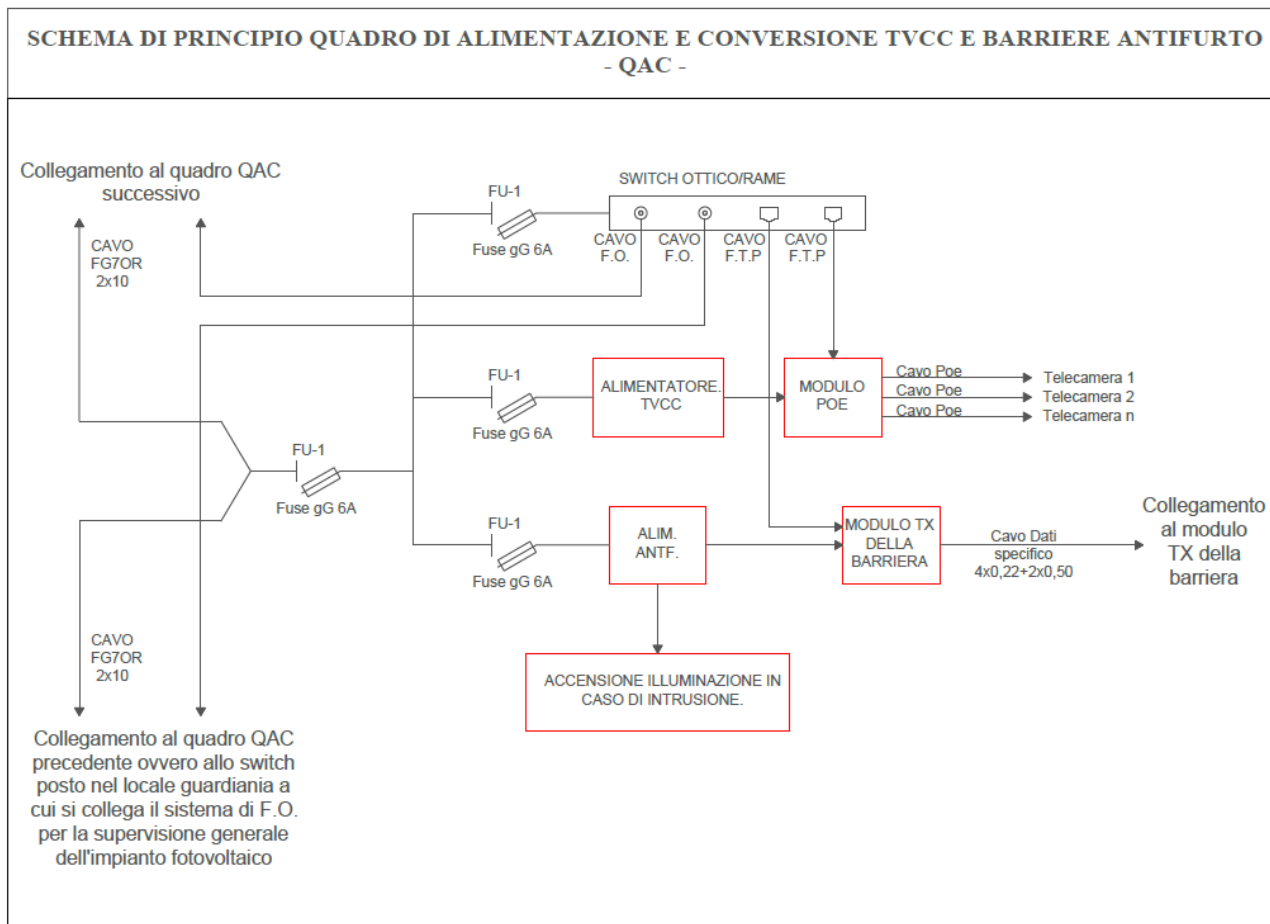 SCHEMA DI PRINCIPIO QUADRO DI ALIMENTAZIONE E CONVERSIONE TVCC E BARRIERE ANTIFURTO
- QAC -
Collegamento al quadro QAC
successivo
CAVO
FG7OR
2x10
FU-1
Fuse gG 6A
SWITCH OTTICO/RAME
CAVO
F.O.
CAVO
F.O.
CAVO
F.T.P
CAVO
F.T.P
FU-1
Fuse gG 6A
ALIMENTATORE.
TVCC
MODULO
POE
Cavo Poe
Cavo Poe
Cavo Poe
Telecamera 1
Telecamera 2
Telecamera n
FU-1
Fuse gG 6A
FU-1
Fuse gG 6A
ALIM.
ANTF.
MODULO TX
DELLA
BARRIERA
Cavo Dati
specifico
4x0,22+2x0,50
Collegamento
al modulo
TX della
barriera
CAVO
FG7OR
2x10
ACCENSIONE ILLUMINAZIONE IN
CASO DI INTRUSIONE.
Collegamento al quadro QAC
precedente ovvero allo switch
posto nel locale guardiania a
cui si collega il sistema di F.O.
per la supervisione generale
dell'impianto fotovoltaico